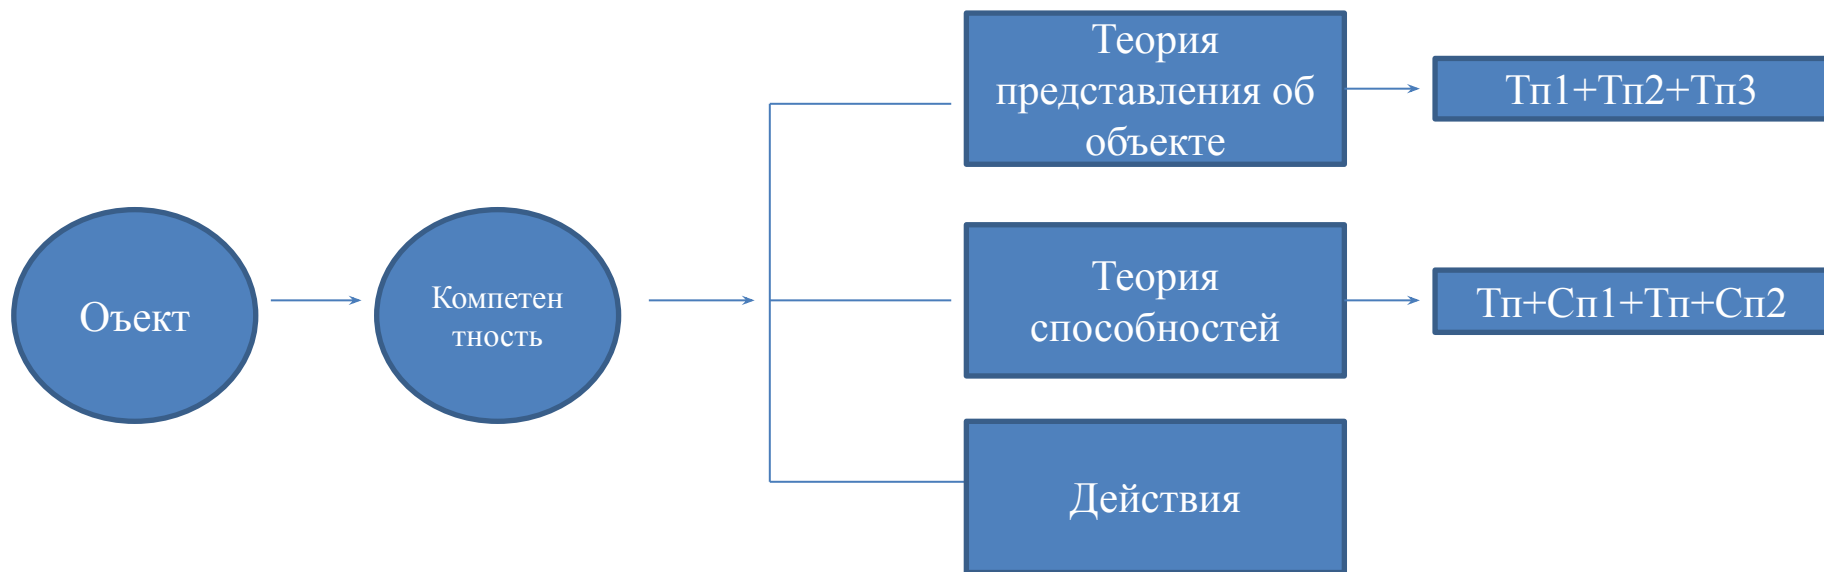 Оъект
Компетен
тность
Теория
представления об
объекте
Тп1+Тп2+Тп3
Теория
способностей
Тп+Сп1+Тп+Сп2
Действия